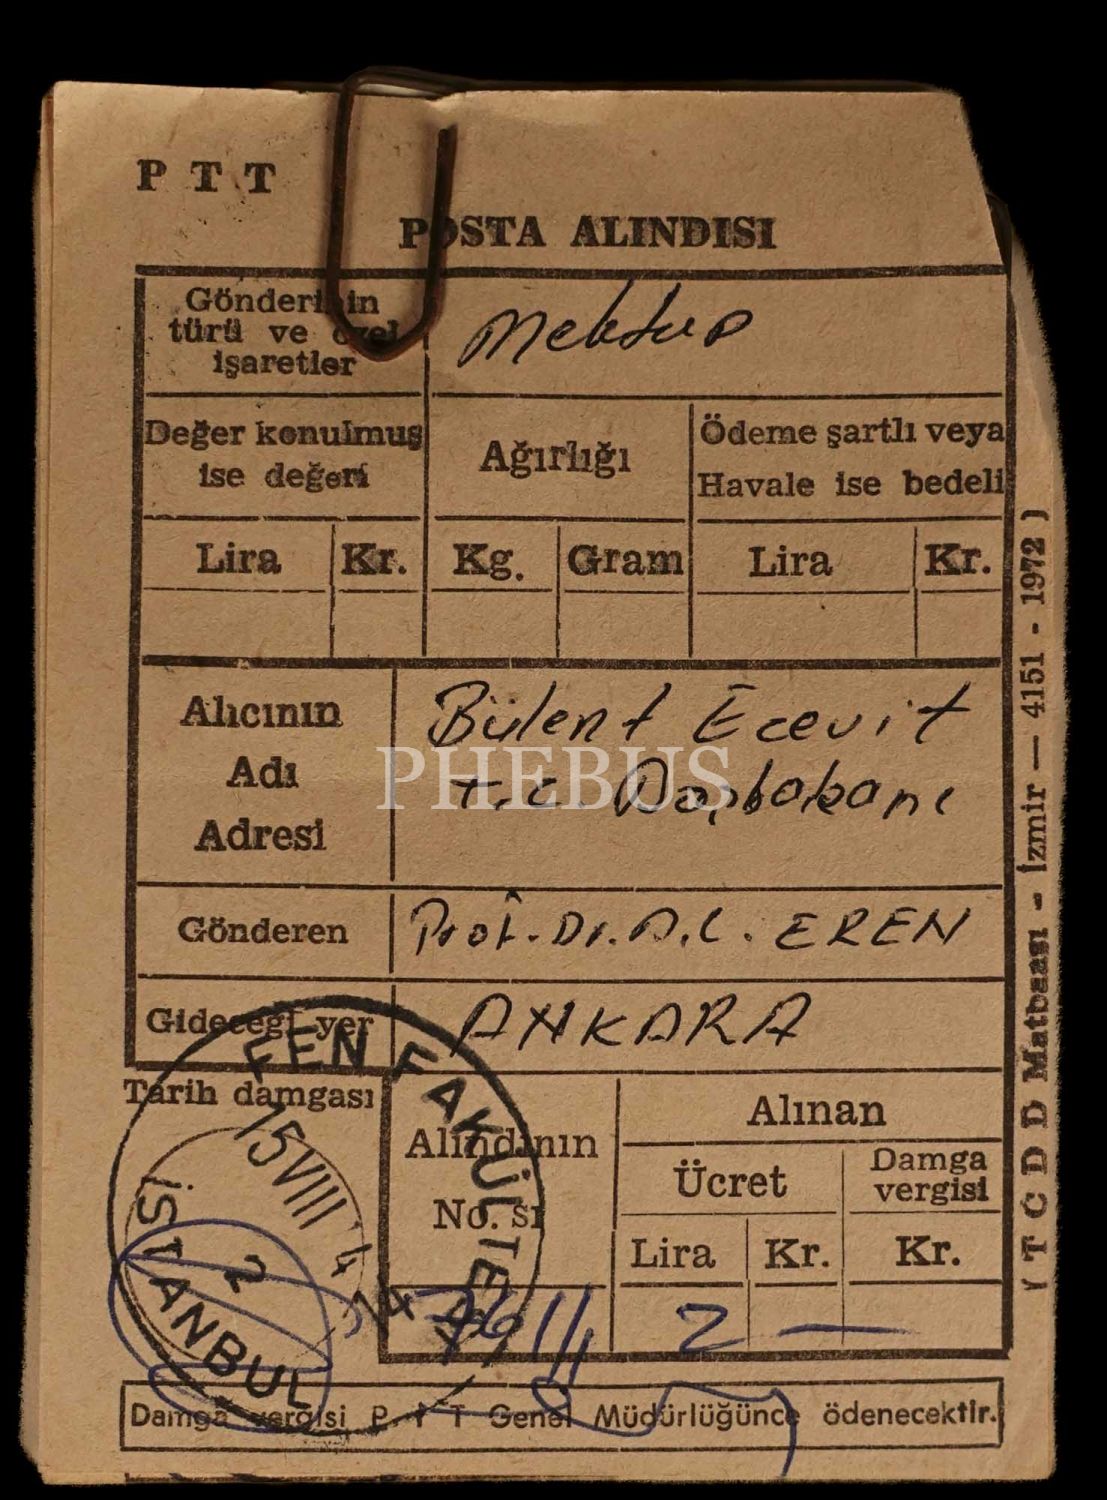 P T T
POSTA ALINDISI
Gönderinin
türü ve özel
işaretler
Mektup
Değer konulmuş
ise değeri
Ağırlığı
Ödeme şartlı veya
Havale ise bedeli
Lira
Kr.
Kg.
Gram
Lira
Kr.
Alıcının
Adı
Adresi
Bülent Ecevit
T.C. Başbakanı
PHEBUS
Gönderen
Prof. Dr. A. C. EREN
Gideceği yer
ANKARA
Tarih damgası
FEN FAKÜLTESİ
15 VIII
2
İSTANBUL
Alındının
No. sı
Alınan
Ücret
Damga
vergisi
Lira
Kr.
Kr.
2 —
Damga vergisi P. T T Genel Müdürlüğünce ödenecektir.
( T C D D Matbaası - İzmir — 4151 - 1972 )